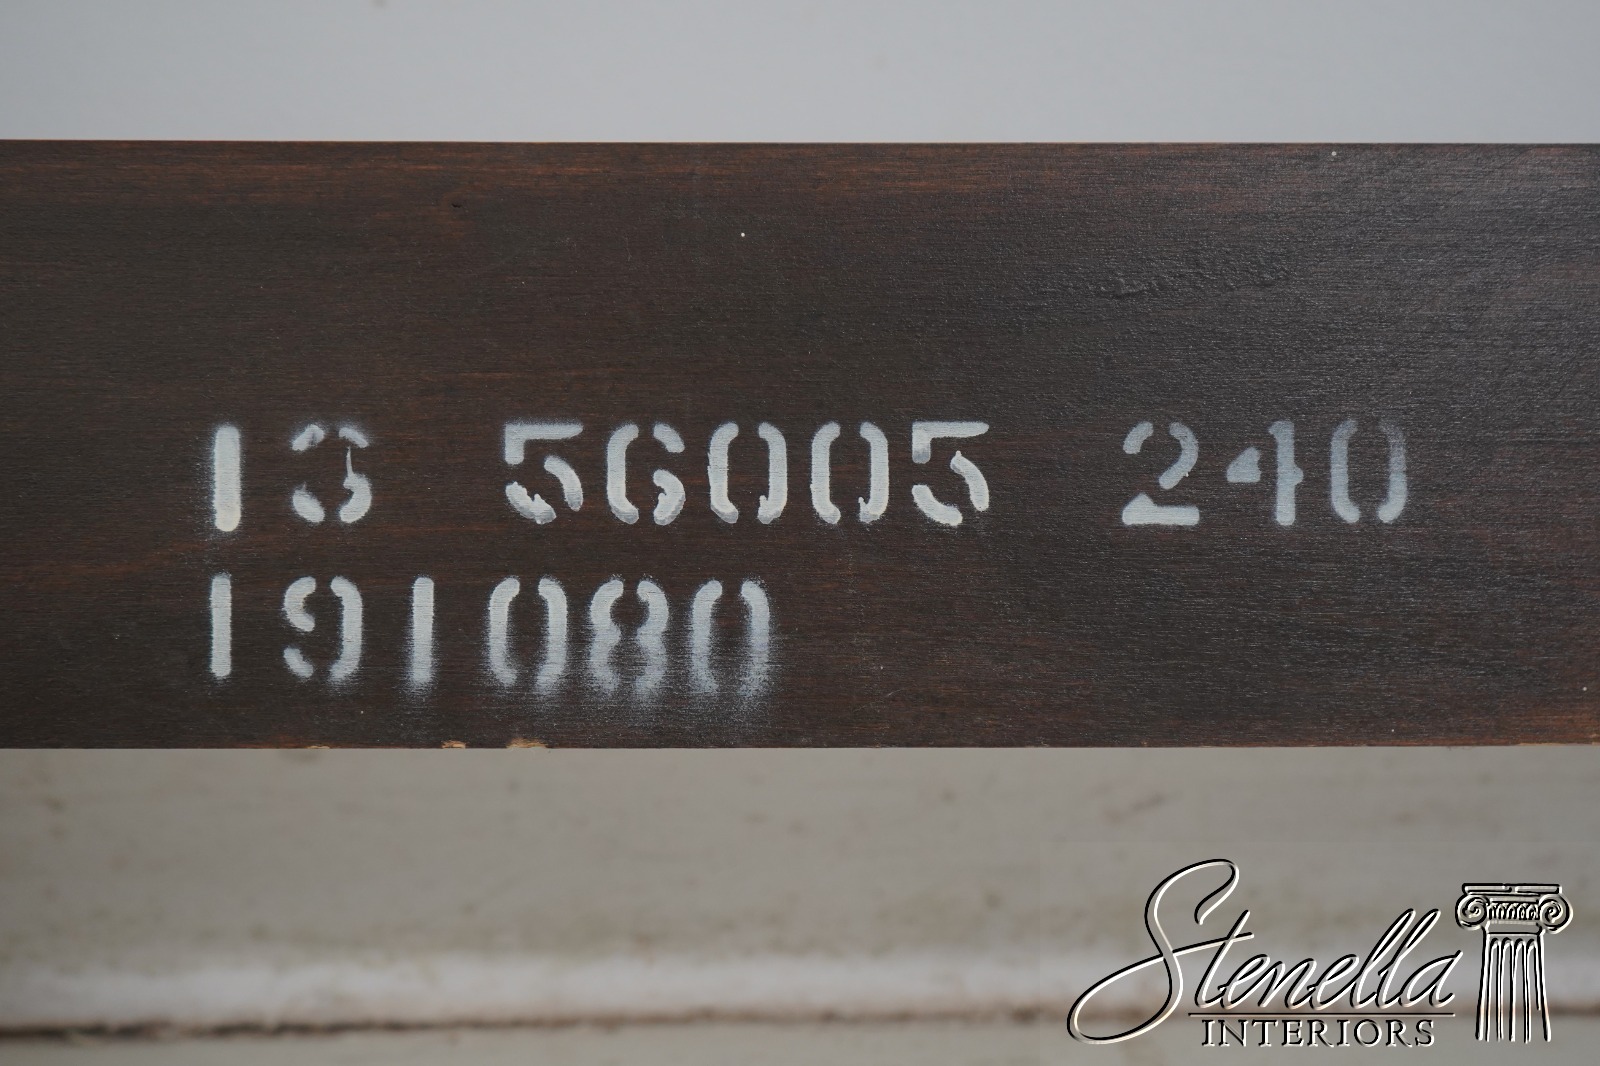 13 56005 240
191080
Stenella
INTERIORS